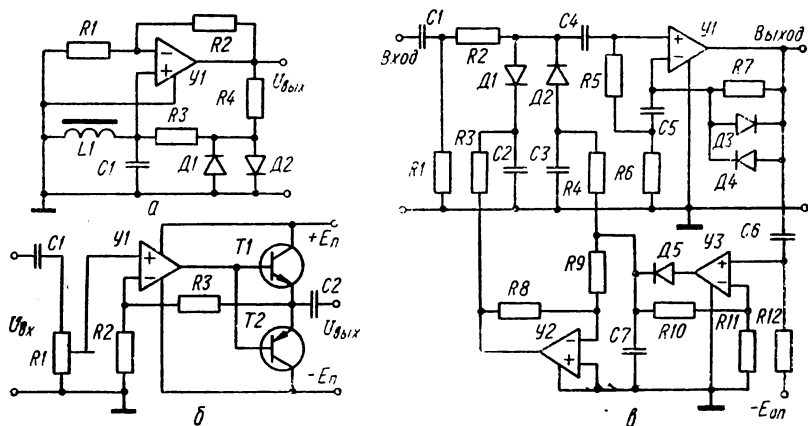 R1
R2
У1
Uвых
R4
R3
L1
C1
Д1
Д2
а
C1
У1
T1
+Eп
R3
C2
Uвх
R1
R2
T2
Uвых
-Eп
б
C1
R2
C4
У1
Выход
Вход
Д1
Д2
R5
R7
C5
Д3
Д4
R3
C2
C3
R1
R4
R6
C6
R9
Д5
У3
R8
У2
C7
R10
R11
R12
-Eоп
в